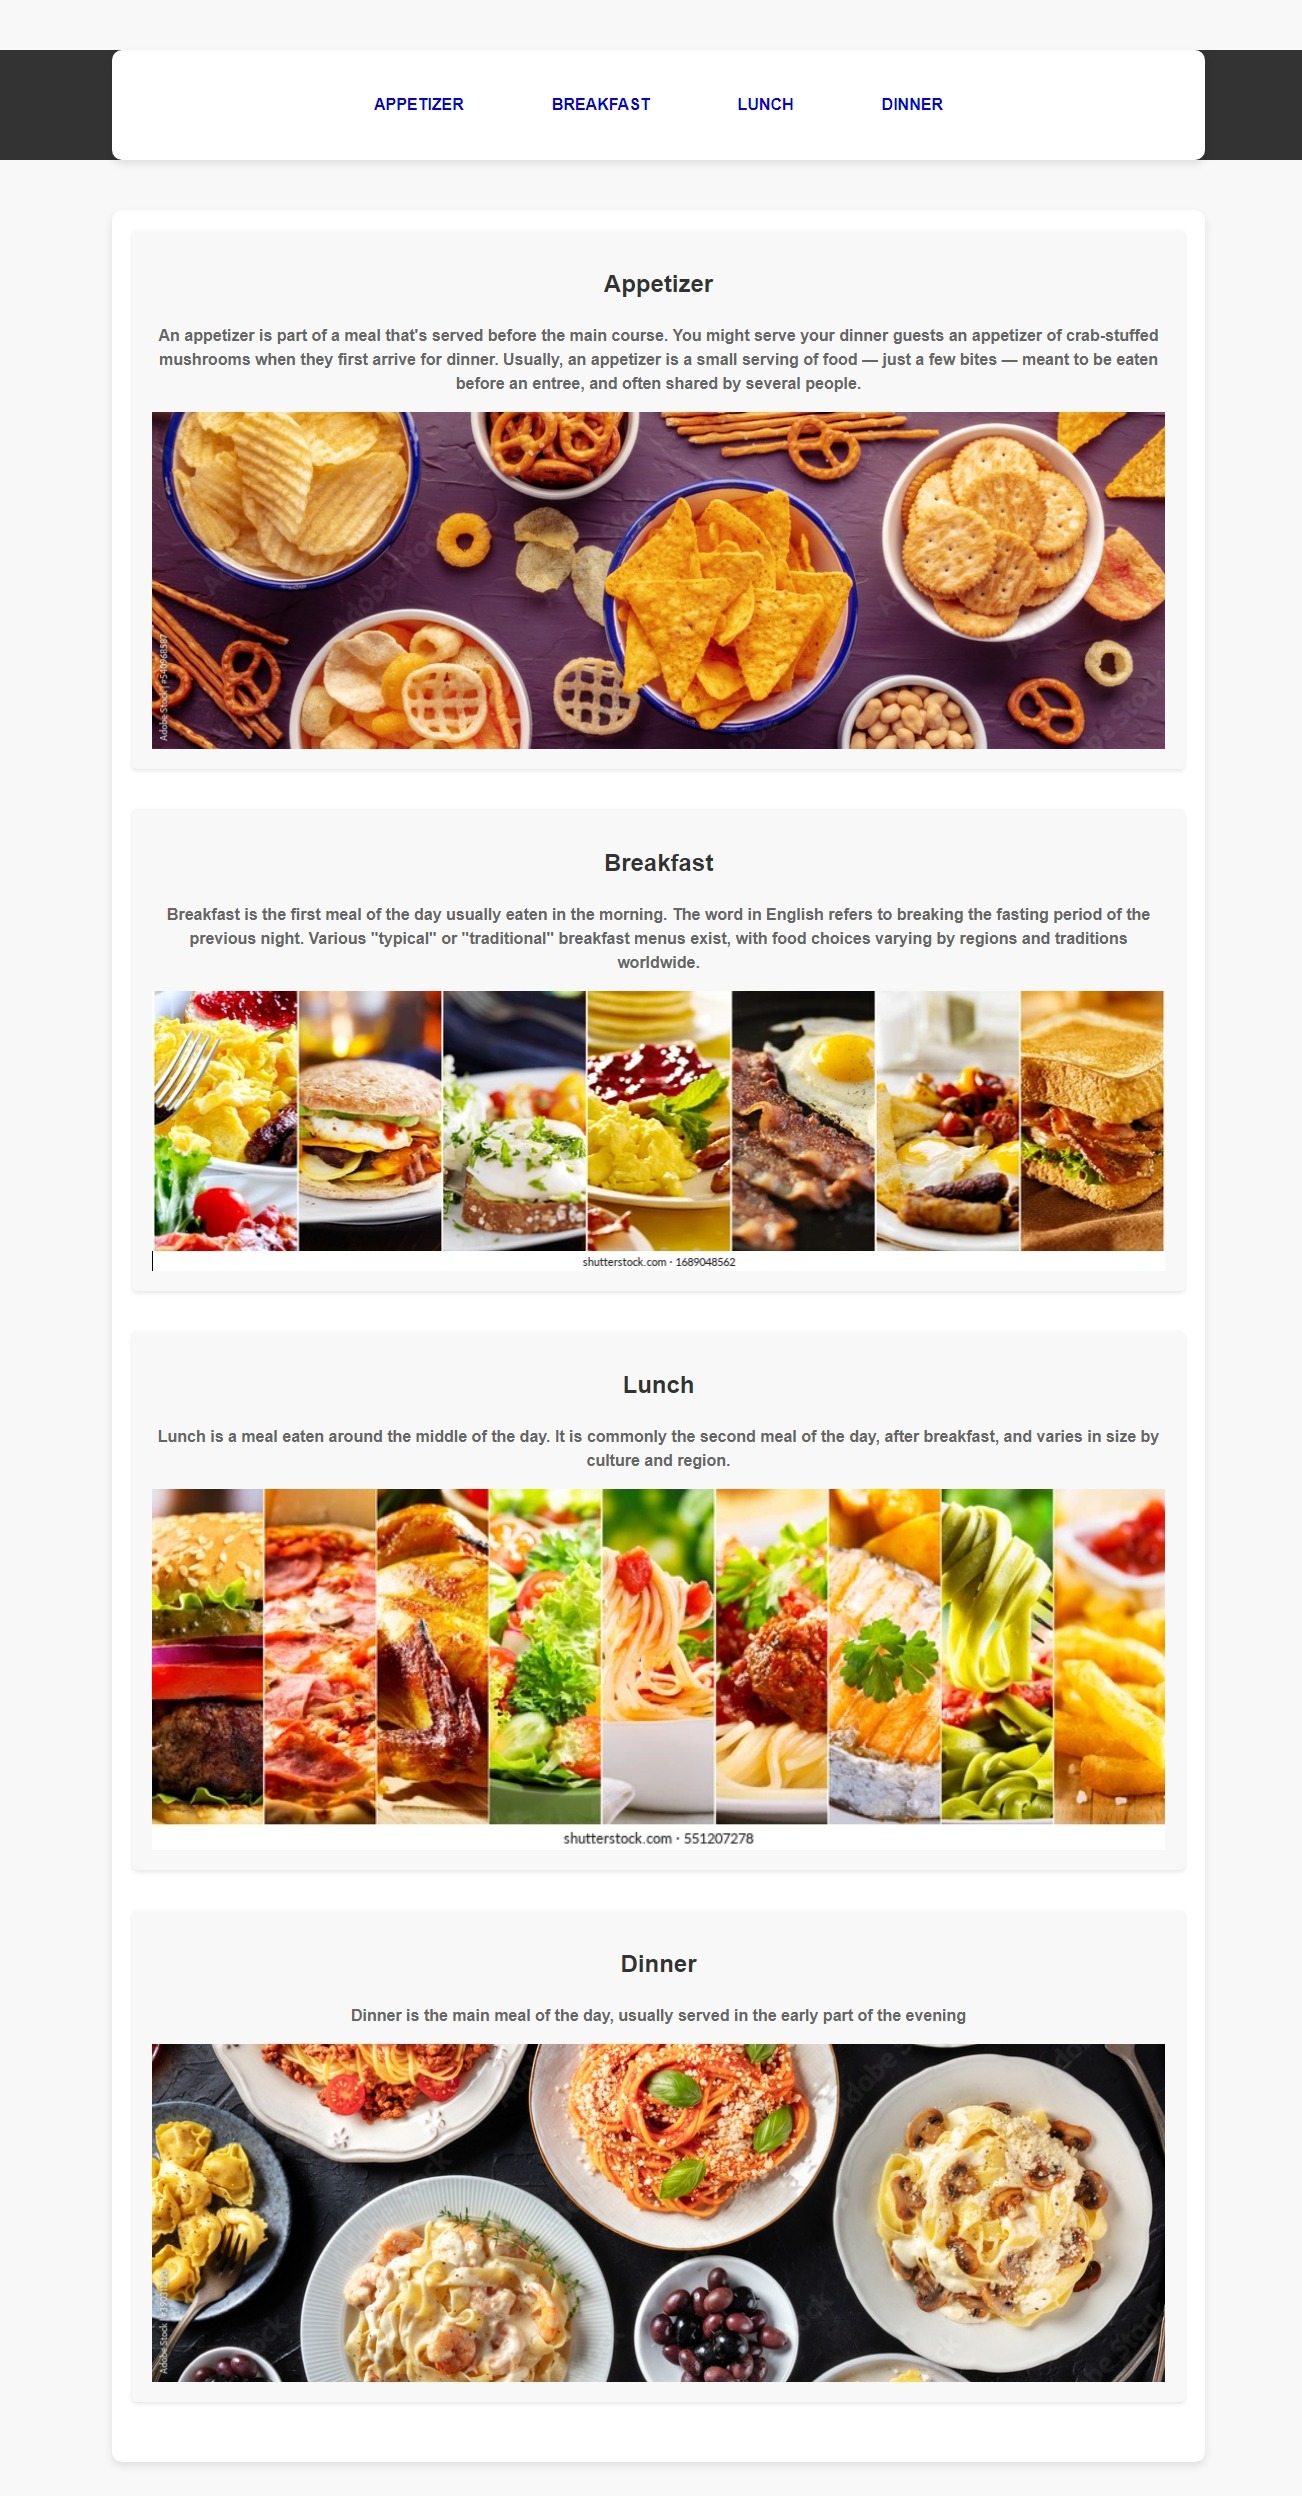 APPETIZER BREAKFAST LUNCH DINNER
Appetizer
An appetizer is part of a meal that's served before the main course. You might serve your dinner guests an appetizer of crab-stuffed
mushrooms when they first arrive for dinner. Usually, an appetizer is a small serving of food — just a few bites — meant to be eaten
before an entree, and often shared by several people.
Adobe Stock | #540968587
Breakfast
Breakfast is the first meal of the day usually eaten in the morning. The word in English refers to breaking the fasting period of the
previous night. Various "typical" or "traditional" breakfast menus exist, with food choices varying by regions and traditions
worldwide.
shutterstock.com · 1689048562
Lunch
Lunch is a meal eaten around the middle of the day. It is commonly the second meal of the day, after breakfast, and varies in size by
culture and region.
shutterstock.com · 551207278
Dinner
Dinner is the main meal of the day, usually served in the early part of the evening
Adobe Stock